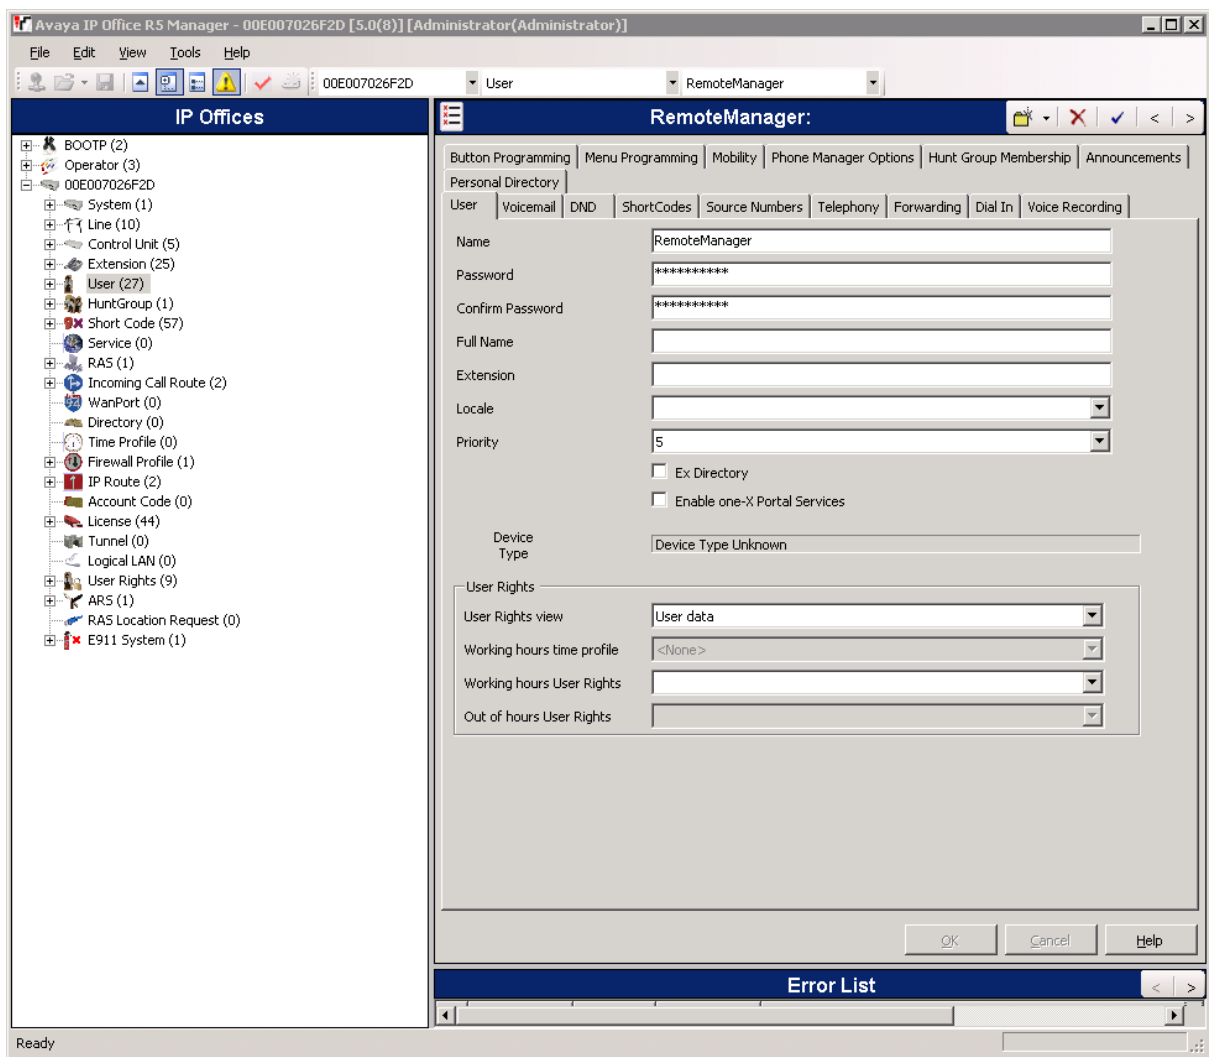 Avaya IP Office R5 Manager - 00E007026F2D [5.0(8)] [Administrator(Administrator)]
File Edit View Tools Help
00E007026F2D User RemoteManager
IP Offices
BOOTP (2)
Operator (3)
00E007026F2D
System (1)
Line (10)
Control Unit (5)
Extension (25)
User (27)
HuntGroup (1)
Short Code (57)
Service (0)
RAS (1)
Incoming Call Route (2)
WanPort (0)
Directory (0)
Time Profile (0)
Firewall Profile (1)
IP Route (2)
Account Code (0)
License (44)
Tunnel (0)
Logical LAN (0)
User Rights (9)
ARS (1)
RAS Location Request (0)
E911 System (1)
RemoteManager:
Button Programming Menu Programming Mobility Phone Manager Options Hunt Group Membership Announcements
Personal Directory
User Voicemail DND ShortCodes Source Numbers Telephony Forwarding Dial In Voice Recording
Name RemoteManager
Password **********
Confirm Password **********
Full Name
Extension
Locale
Priority 5
Ex Directory
Enable one-X Portal Services
Device
Type
Device Type Unknown
User Rights
User Rights view User data
Working hours time profile <None>
Working hours User Rights
Out of hours User Rights
OK Cancel Help
Error List
Ready